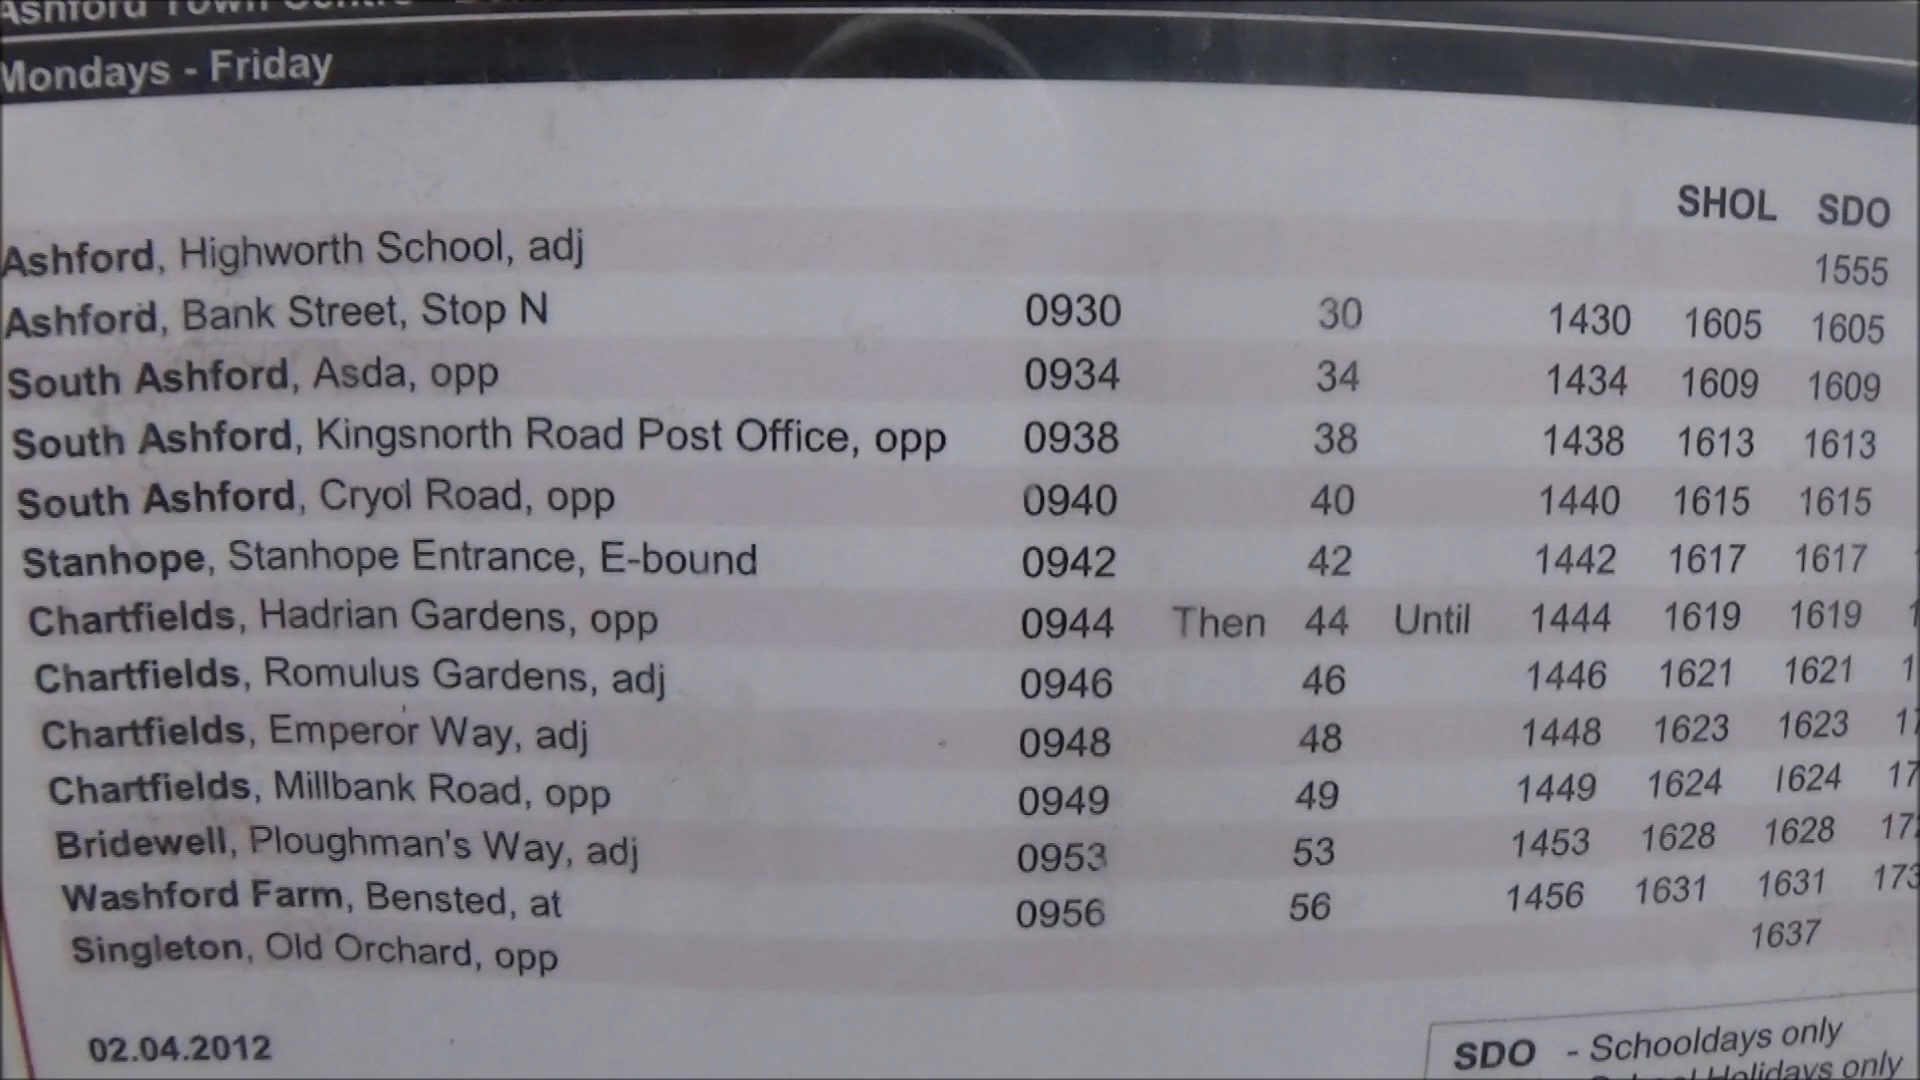 Ashford Town Centre
Mondays - Friday
SHOL SDO
Ashford, Highworth School, adj 1555
Ashford, Bank Street, Stop N 0930 30 1430 1605 1605
South Ashford, Asda, opp 0934 34 1434 1609 1609
South Ashford, Kingsnorth Road Post Office, opp 0938 38 1438 1613 1613
South Ashford, Cryol Road, opp 0940 40 1440 1615 1615
Stanhope, Stanhope Entrance, E-bound 0942 42 1442 1617 1617
Chartfields, Hadrian Gardens, opp 0944 Then 44 Until 1444 1619 1619
Chartfields, Romulus Gardens, adj 0946 46 1446 1621 1621
Chartfields, Emperor Way, adj 0948 48 1448 1623 1623
Chartfields, Millbank Road, opp 0949 49 1449 1624 1624
Bridewell, Ploughman's Way, adj 0953 53 1453 1628 1628
Washford Farm, Bensted, at 0956 56 1456 1631 1631
Singleton, Old Orchard, opp 1637
02.04.2012
SDO - Schooldays only
Holidays only